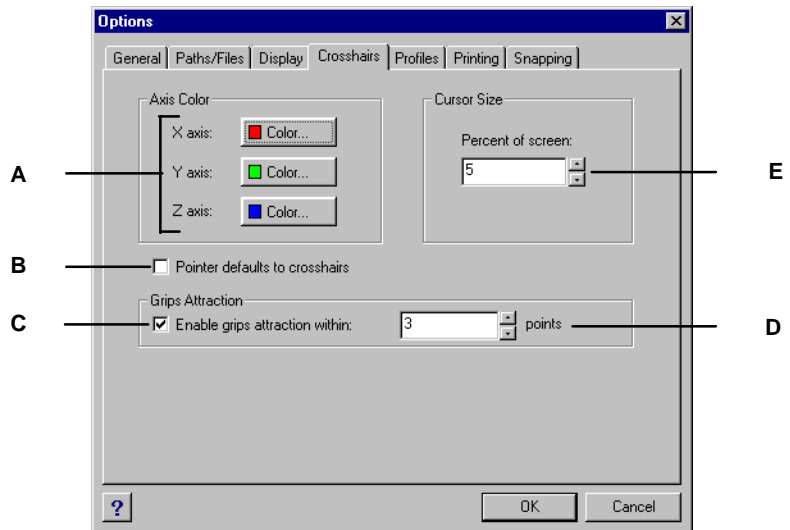 Options
General Paths/Files Display Crosshairs Profiles Printing Snapping
Axis Color
X axis: Color...
Y axis: Color...
Z axis: Color...
Cursor Size
Percent of screen:
5
A
E
B
Pointer defaults to crosshairs
Grips Attraction
C
Enable grips attraction within: 3 points
D
? OK Cancel